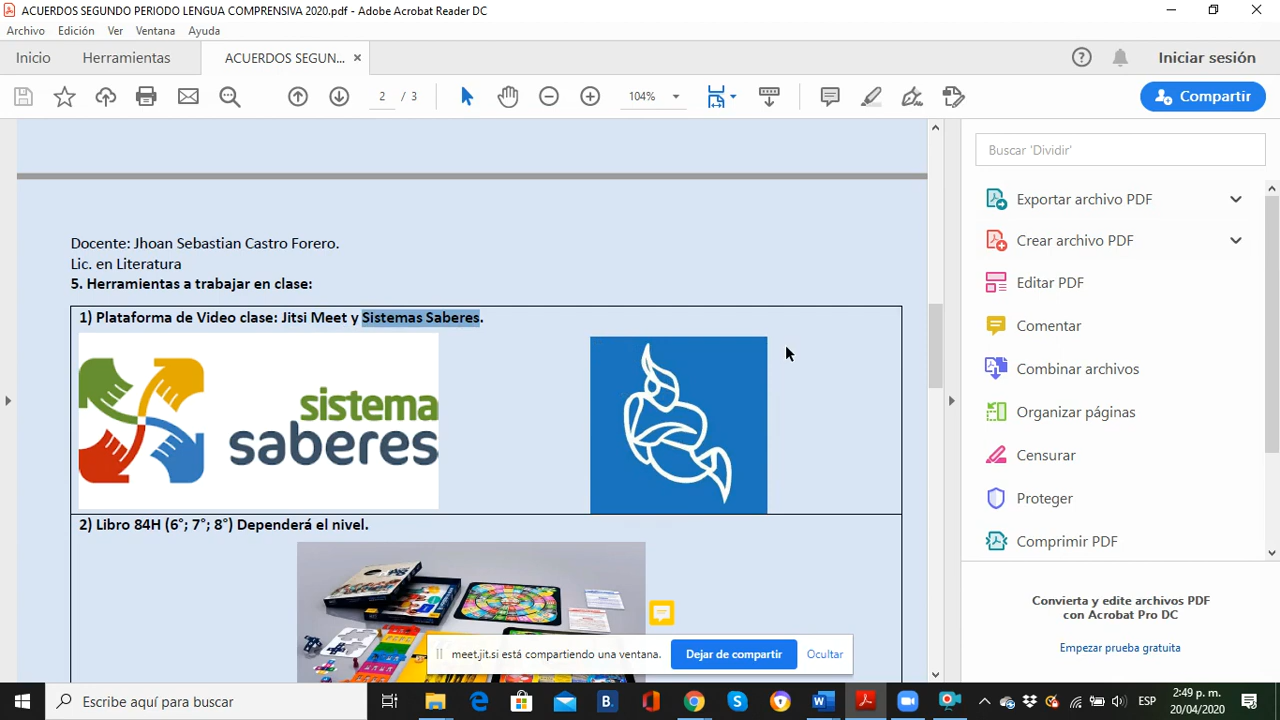 ACUERDOS SEGUNDO PERIODO LENGUA COMPRENSIVA 2020.pdf - Adobe Acrobat Reader DC
Archivo Edición Ver Ventana Ayuda
Inicio Herramientas ACUERDOS SEGUN... × Iniciar sesión
2 / 3 104% Compartir
Buscar 'Dividir'
Exportar archivo PDF
Crear archivo PDF
Editar PDF
Comentar
Combinar archivos
Organizar páginas
Censurar
Proteger
Comprimir PDF
Convierta y edite archivos PDF
con Acrobat Pro DC
Empezar prueba gratuita
Docente: Jhoan Sebastian Castro Forero.
Lic. en Literatura
5. Herramientas a trabajar en clase:
1) Plataforma de Video clase: Jitsi Meet y Sistemas Saberes.
sistema
saberes
2) Libro 84H (6°; 7°; 8°) Dependerá el nivel.
meet.jit.si está compartiendo una ventana. Dejar de compartir Ocultar
Escribe aquí para buscar
B.
ESP
2:49 p. m.
20/04/2020